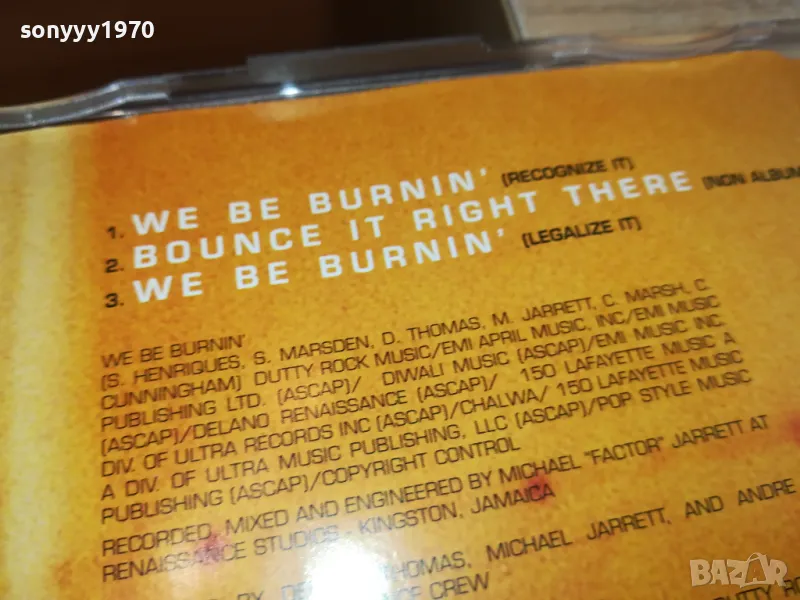 sonyyy1970
1. WE BE BURNIN' (RECOGNIZE IT)
2. BOUNCE IT RIGHT THERE (NON ALBUM
3. WE BE BURNIN' (LEGALIZE IT)
WE BE BURNIN'
(S. HENRIQUES, S. MARSDEN, D. THOMAS, M. JARRETT, C. MARSH, C.
CUNNINGHAM) DUTTY ROCK MUSIC/EMI APRIL MUSIC, INC/EMI MUSIC
PUBLISHING LTD. (ASCAP)/ DIWALI MUSIC (ASCAP)/EMI MUSIC INC.
(ASCAP)/DELANO RENAISSANCE (ASCAP)/ 150 LAFAYETTE MUSIC A
DIV. OF ULTRA RECORDS INC (ASCAP)/CHALWA/ 150 LAFAYETTE MUSIC
A DIV. OF ULTRA MUSIC PUBLISHING, LLC (ASCAP)/POP STYLE MUSIC
PUBLISHING (ASCAP)/COPYRIGHT CONTROL
RECORDED, MIXED AND ENGINEERED BY MICHAEL "FACTOR" JARRETT AT
RENAISSANCE STUDIOS - KINGSTON, JAMAICA
BY, THOMAS, MICHAEL JARRETT, AND ANDRE
CREW
DUTTY
BAZAR